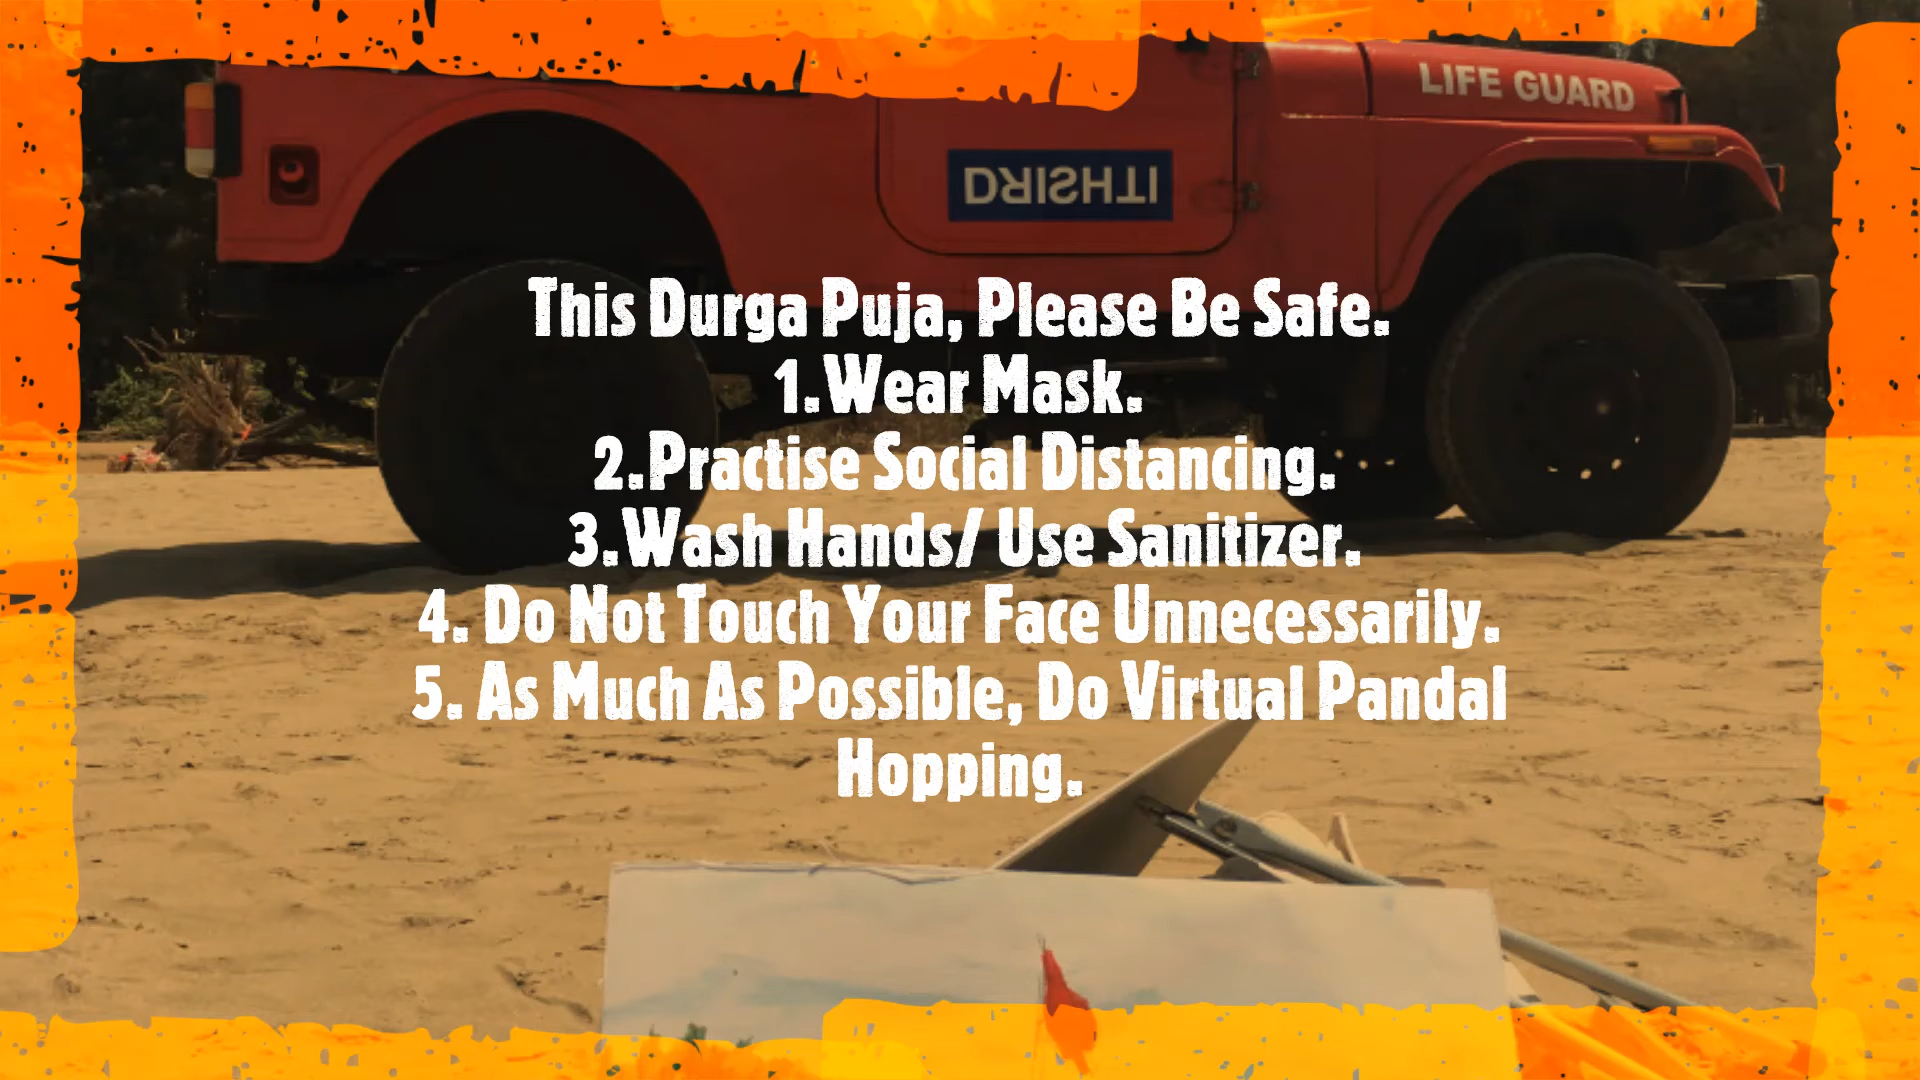 LIFE GUARD
DRISHTI
This Durga Puja, Please Be Safe.
1.Wear Mask.
2.Practise Social Distancing.
3.Wash Hands/ Use Sanitizer.
4. Do Not Touch Your Face Unnecessarily.
5. As Much As Possible, Do Virtual Pandal
Hopping.